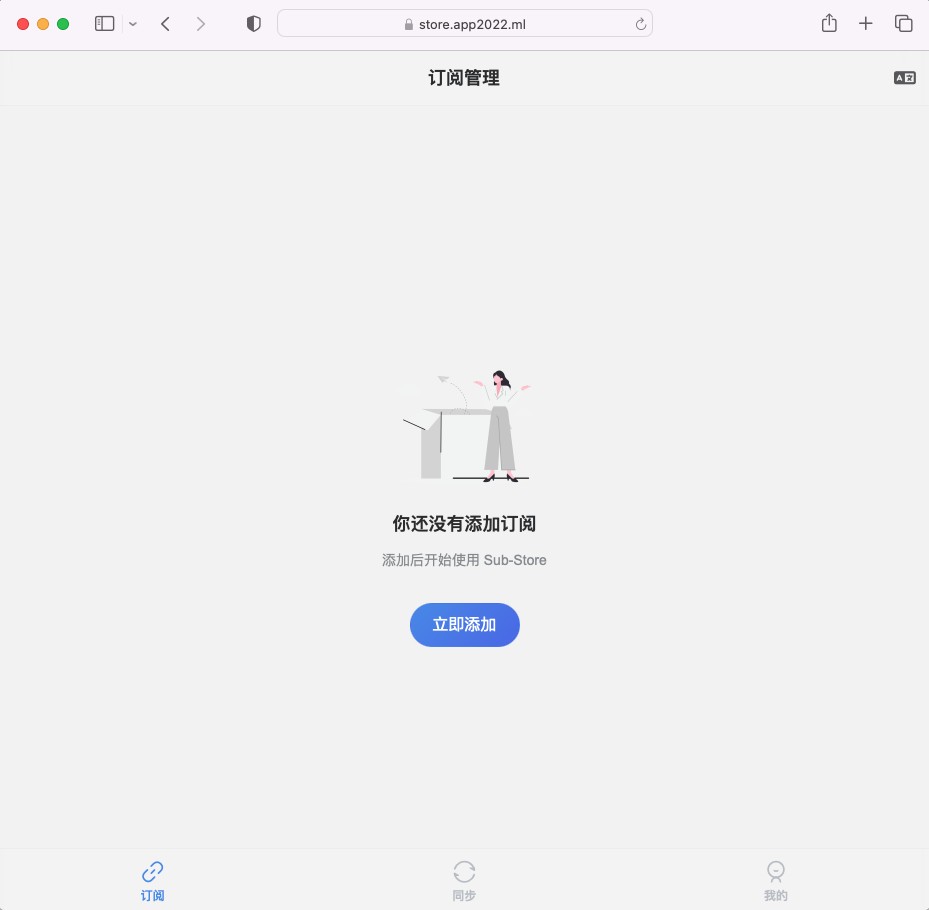 store.app2022.ml
订阅管理
你还没有添加订阅
添加后开始使用 Sub-Store
立即添加
订阅
同步
我的